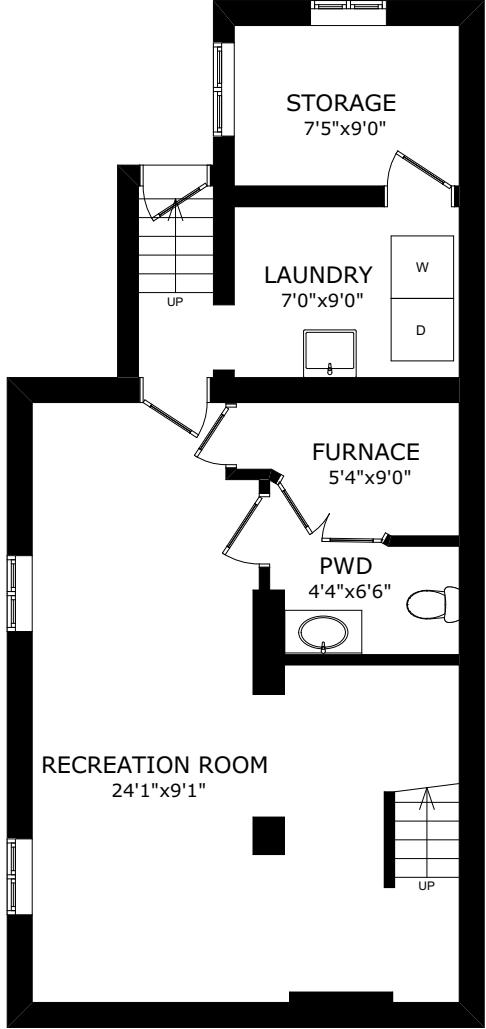 STORAGE
7'5"x9'0"
UP
LAUNDRY
7'0"x9'0"
W
D
FURNACE
5'4"x9'0"
PWD
4'4"x6'6"
RECREATION ROOM
24'1"x9'1"
UP